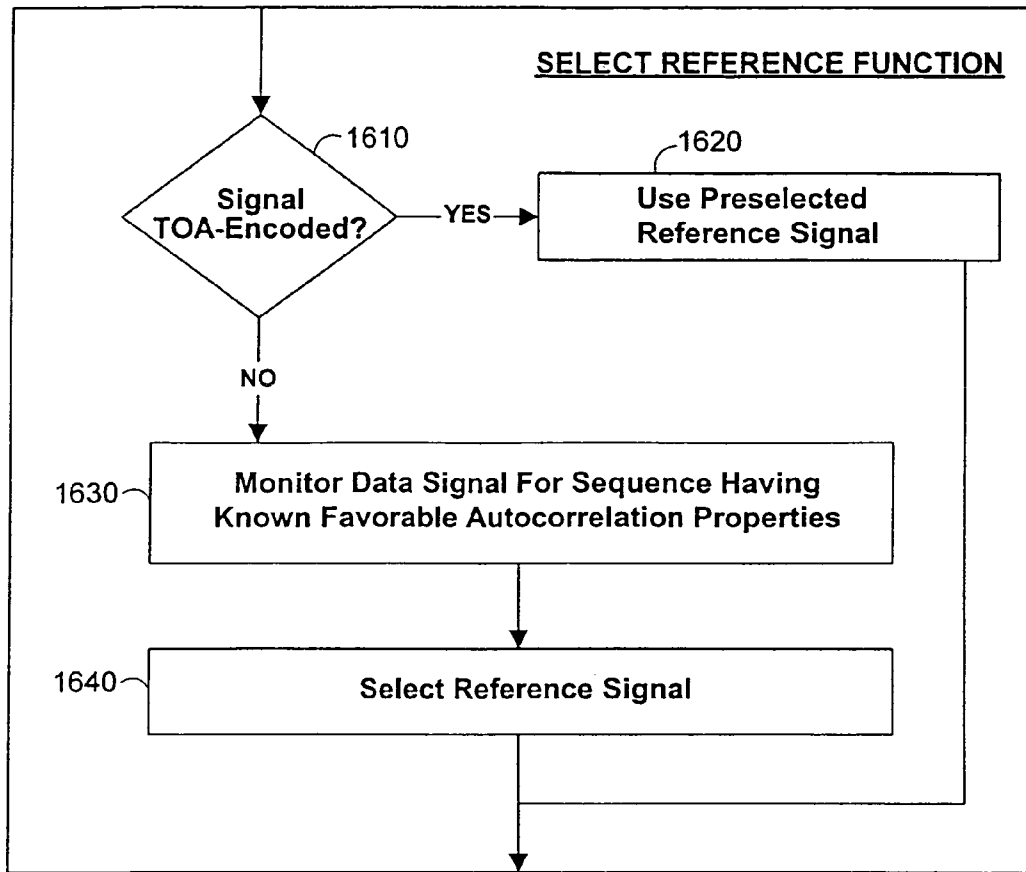 SELECT REFERENCE FUNCTION
1610
Signal
TOA-Encoded?
YES
1620
Use Preselected
Reference Signal
NO
1630
Monitor Data Signal For Sequence Having
Known Favorable Autocorrelation Properties
1640
Select Reference Signal